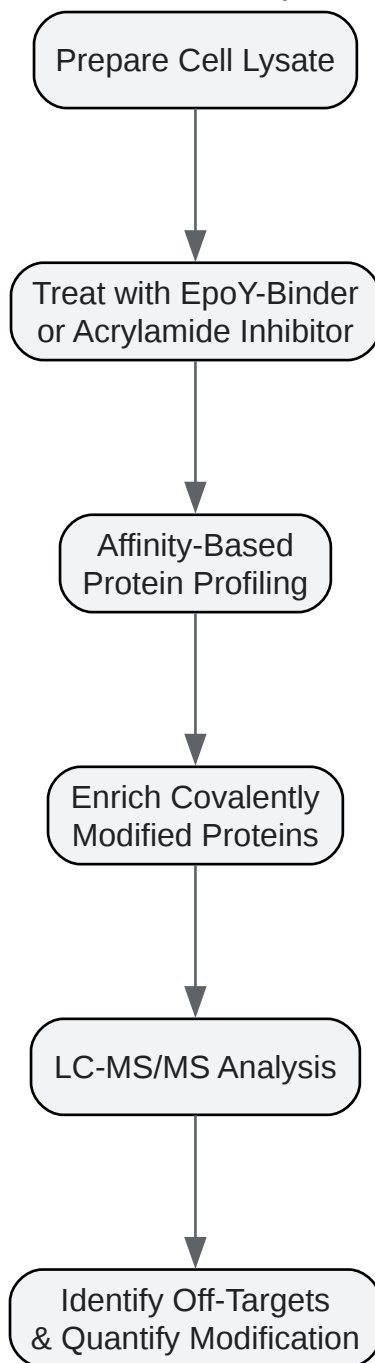 Prepare Cell Lysate
Treat with EpoY-Binder
or Acrylamide Inhibitor
Affinity-Based
Protein Profiling
Enrich Covalently
Modified Proteins
LC-MS/MS Analysis
Identify Off-Targets
& Quantify Modification